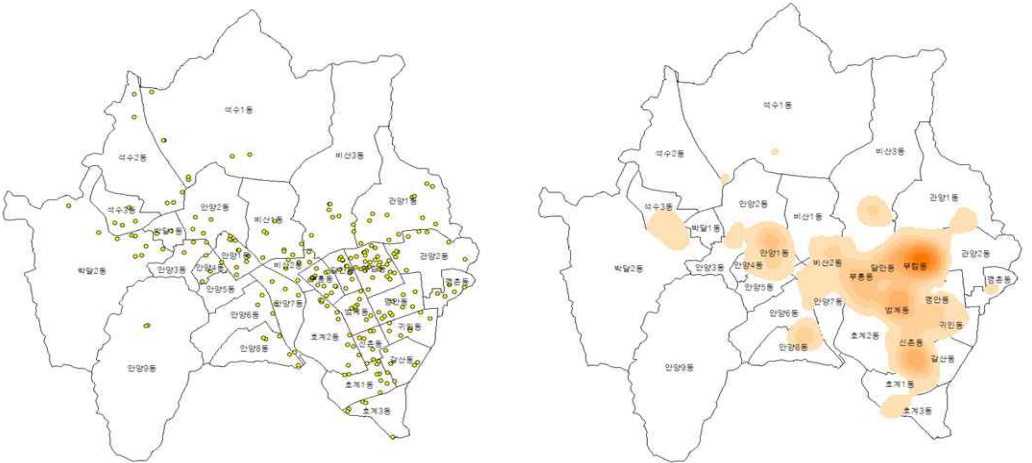 석수1동
석수2동
비산3동
관양1동
석수3동
안양2동
비산1동
박달1동
안양1동
관양2동
박달2동
안양3동
안양4동
비산2동
부흥동
평촌동
안양5동
안양7동
범계동
평안동
안양6동
호계2동
귀인동
신촌동
안양8동
갈산동
안양9동
호계1동
호계3동
석수1동
석수2동
비산3동
관양1동
석수3동
안양2동
비산1동
박달1동
안양1동
관양2동
박달2동
안양3동
안양4동
비산2동
달안동
부림동
부흥동
평촌동
안양5동
안양7동
범계동
평안동
안양6동
귀인동
호계2동
신촌동
안양8동
갈산동
안양9동
호계1동
호계3동